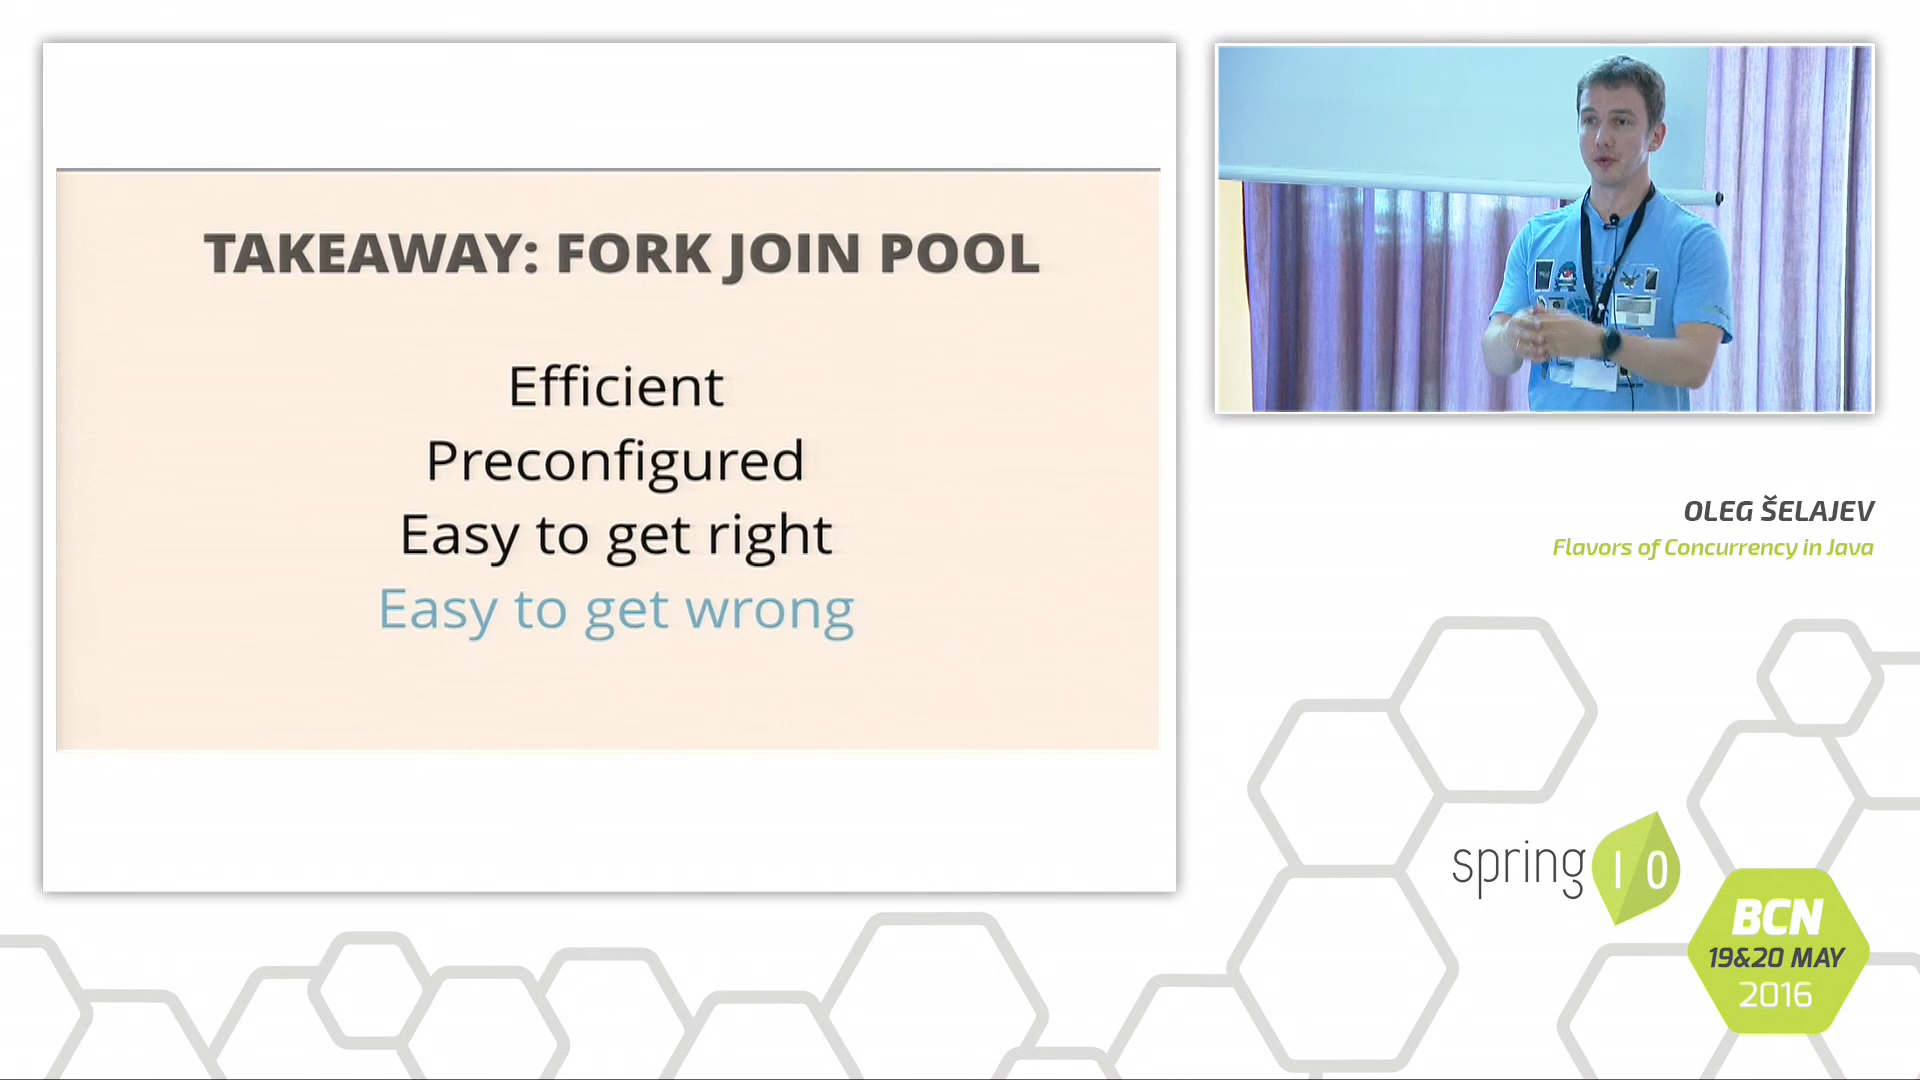 TAKEAWAY: FORK JOIN POOL
Efficient
Preconfigured
Easy to get right
Easy to get wrong
OLEG ŠELAJEV
Flavors of Concurrency in Java
spring I O
BCN
19&20 MAY
2016